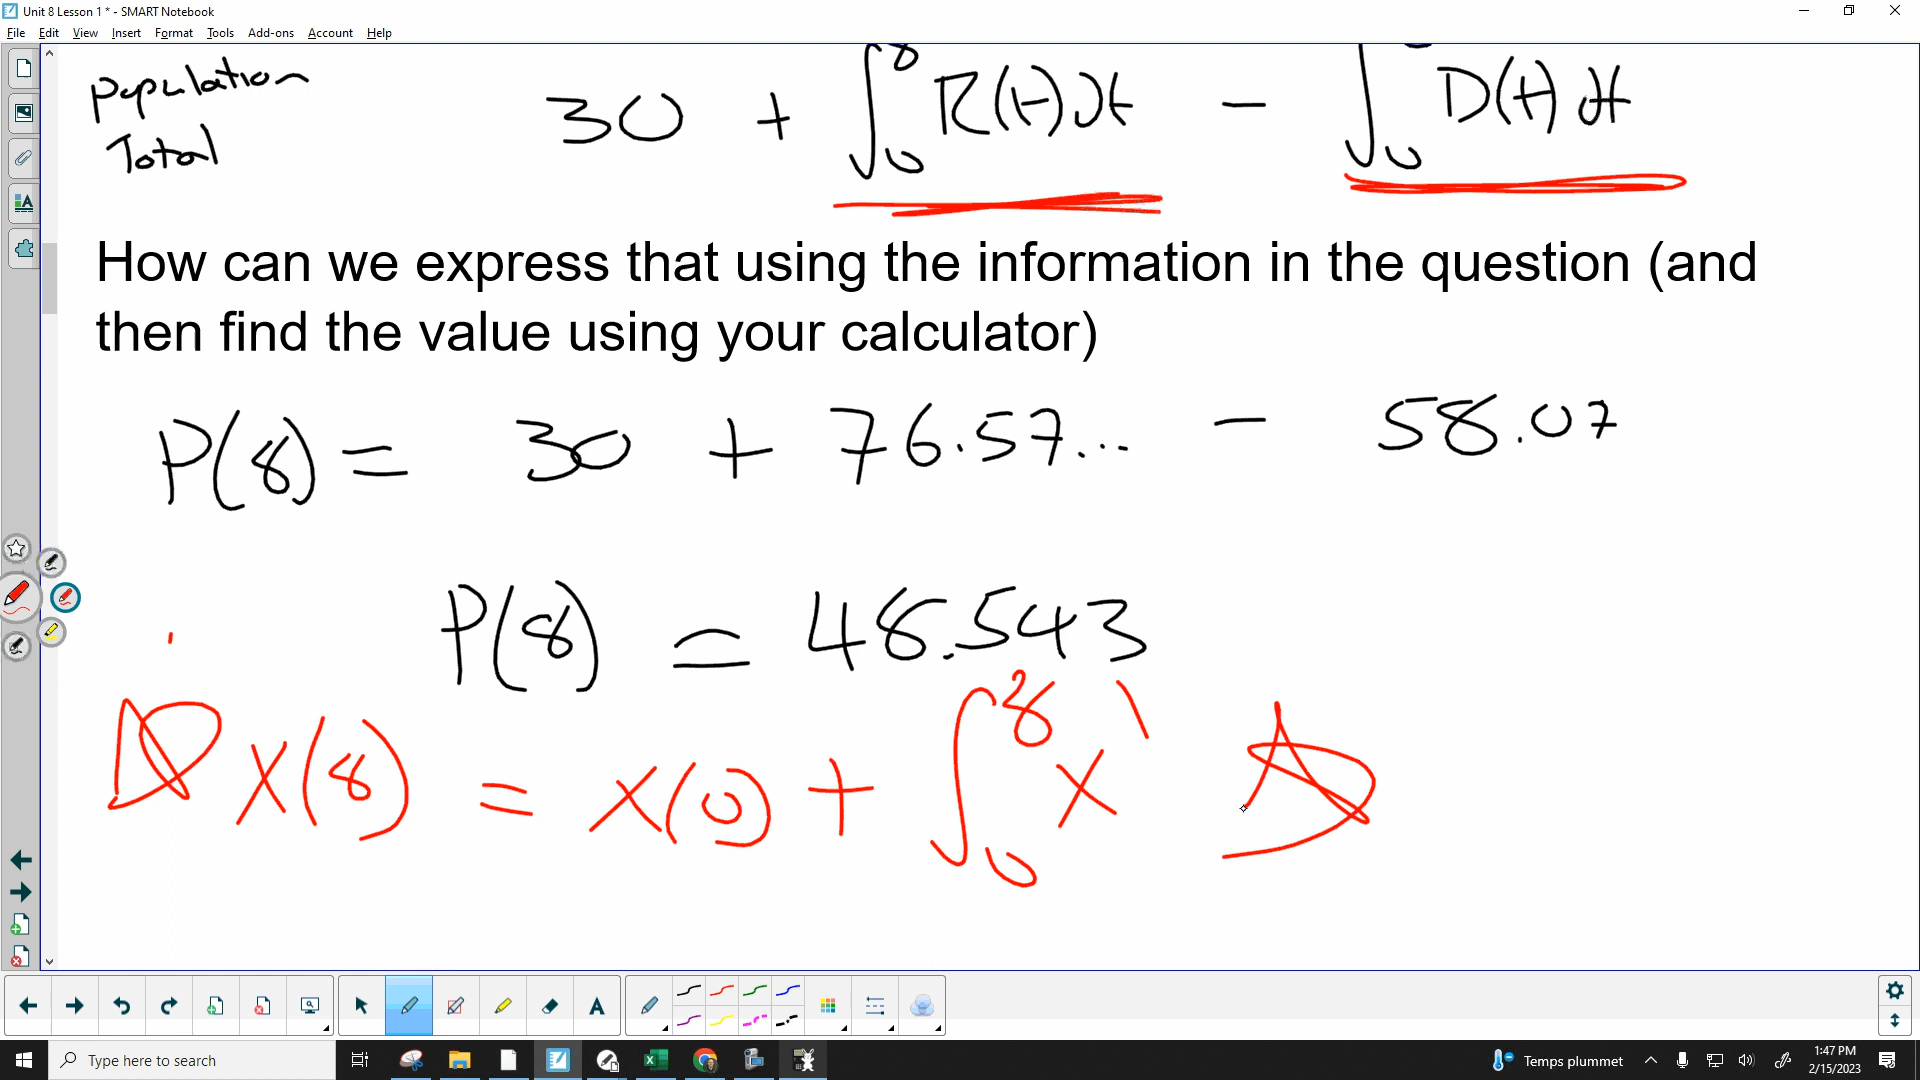 Unit 8 Lesson 1 * - SMART Notebook
File Edit View Insert Format Tools Add-ons Account Help
Population
Total
30 + ∫₀⁸ R(t)dt - ∫₀ D(t)dt
How can we express that using the information in the question (and
then find the value using your calculator)
P(8) = 30 + 76.57... - 58.07
P(8) = 48.543
X(8) = X(0) + ∫₀⁸ X'
Type here to search
Temps plummet
1:47 PM
2/15/2023